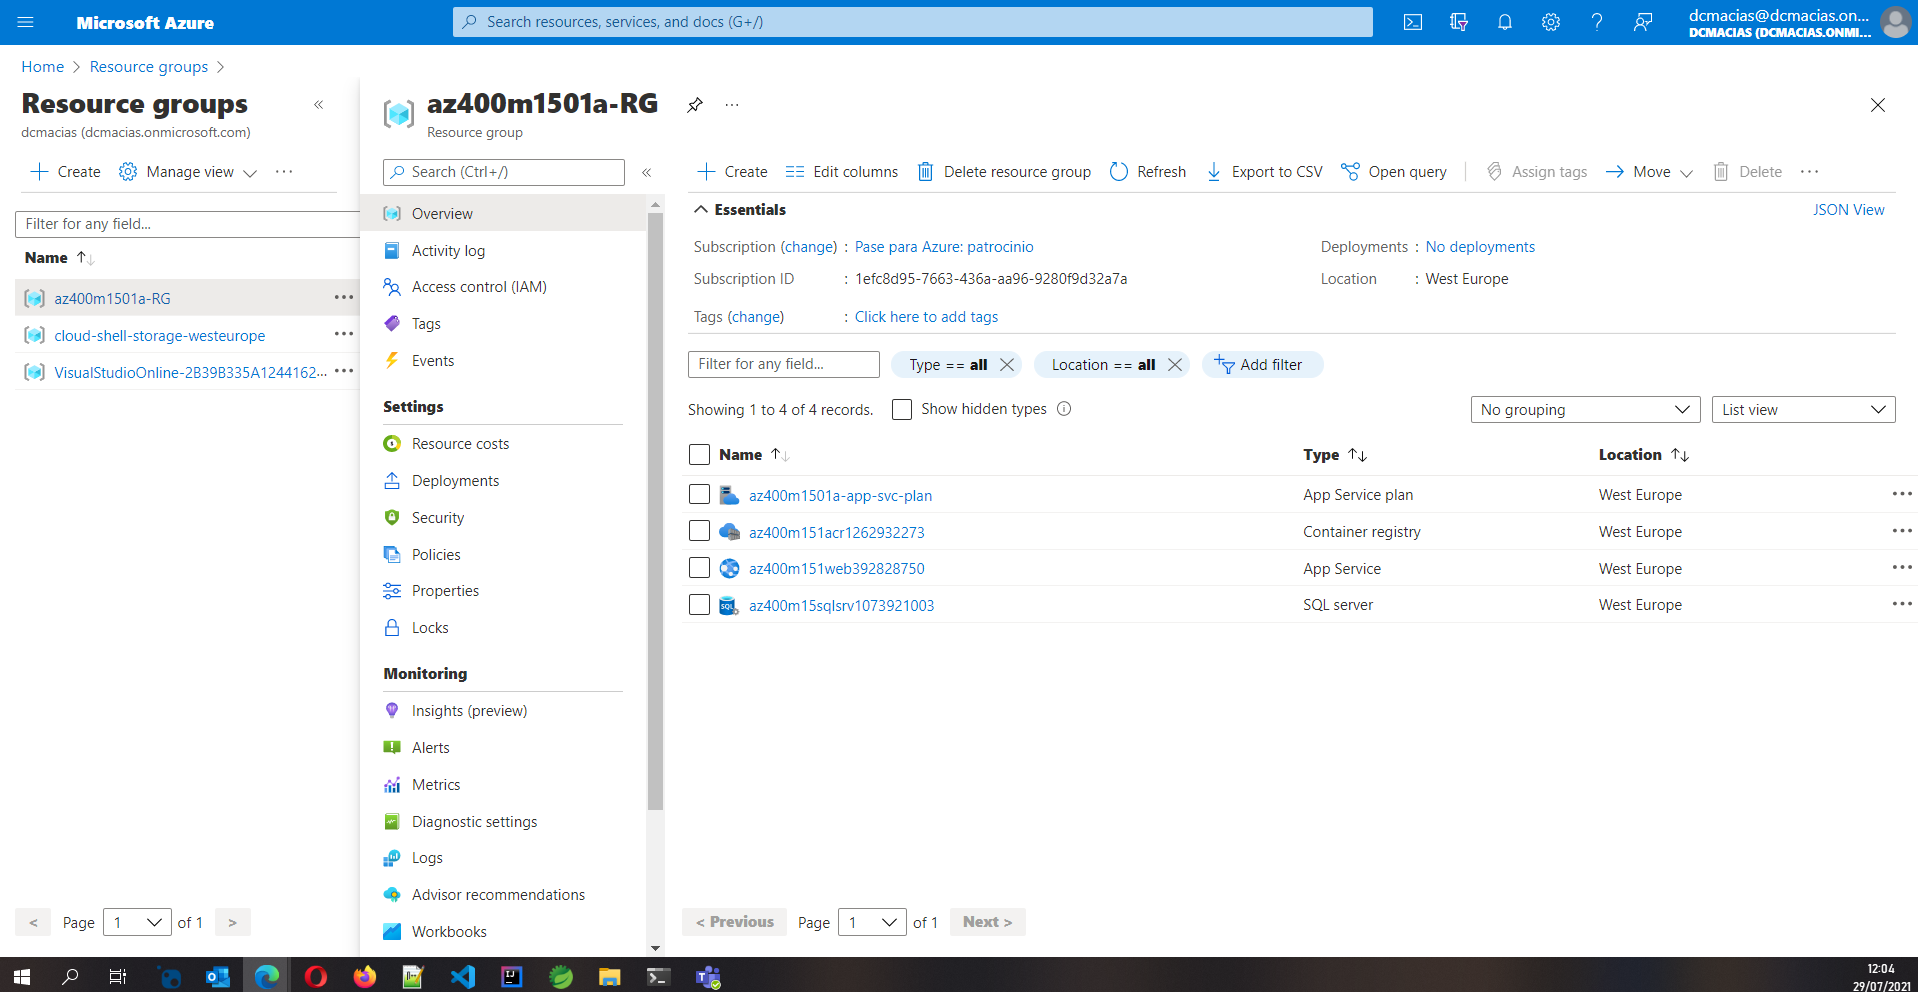 Microsoft Azure
Search resources, services, and docs (G+/)
dcmacias@dcmacias.on...
DCMACIAS (DCMACIAS.ONMI...
Home > Resource groups >
Resource groups
dcmacias (dcmacias.onmicrosoft.com)
Create Manage view ...
Filter for any field...
Name
az400m1501a-RG
cloud-shell-storage-westeurope
VisualStudioOnline-2B39B335A1244162...
< Page 1 of 1 >
az400m1501a-RG
Resource group
Search (Ctrl+/)
Overview
Activity log
Access control (IAM)
Tags
Events
Settings
Resource costs
Deployments
Security
Policies
Properties
Locks
Monitoring
Insights (preview)
Alerts
Metrics
Diagnostic settings
Logs
Advisor recommendations
Workbooks
Create Edit columns Delete resource group Refresh Export to CSV Open query Assign tags Move Delete ...
Essentials
JSON View
Subscription (change) : Pase para Azure: patrocinio
Deployments : No deployments
Subscription ID : 1efc8d95-7663-436a-aa96-9280f9d32a7a
Location : West Europe
Tags (change) : Click here to add tags
Filter for any field... Type == all Location == all Add filter
Showing 1 to 4 of 4 records. Show hidden types
No grouping List view
Name Type Location
az400m1501a-app-svc-plan App Service plan West Europe
az400m151acr1262932273 Container registry West Europe
az400m151web392828750 App Service West Europe
az400m15sqlsrv1073921003 SQL server West Europe
< Previous Page 1 of 1 Next >
12:04
29/07/2021